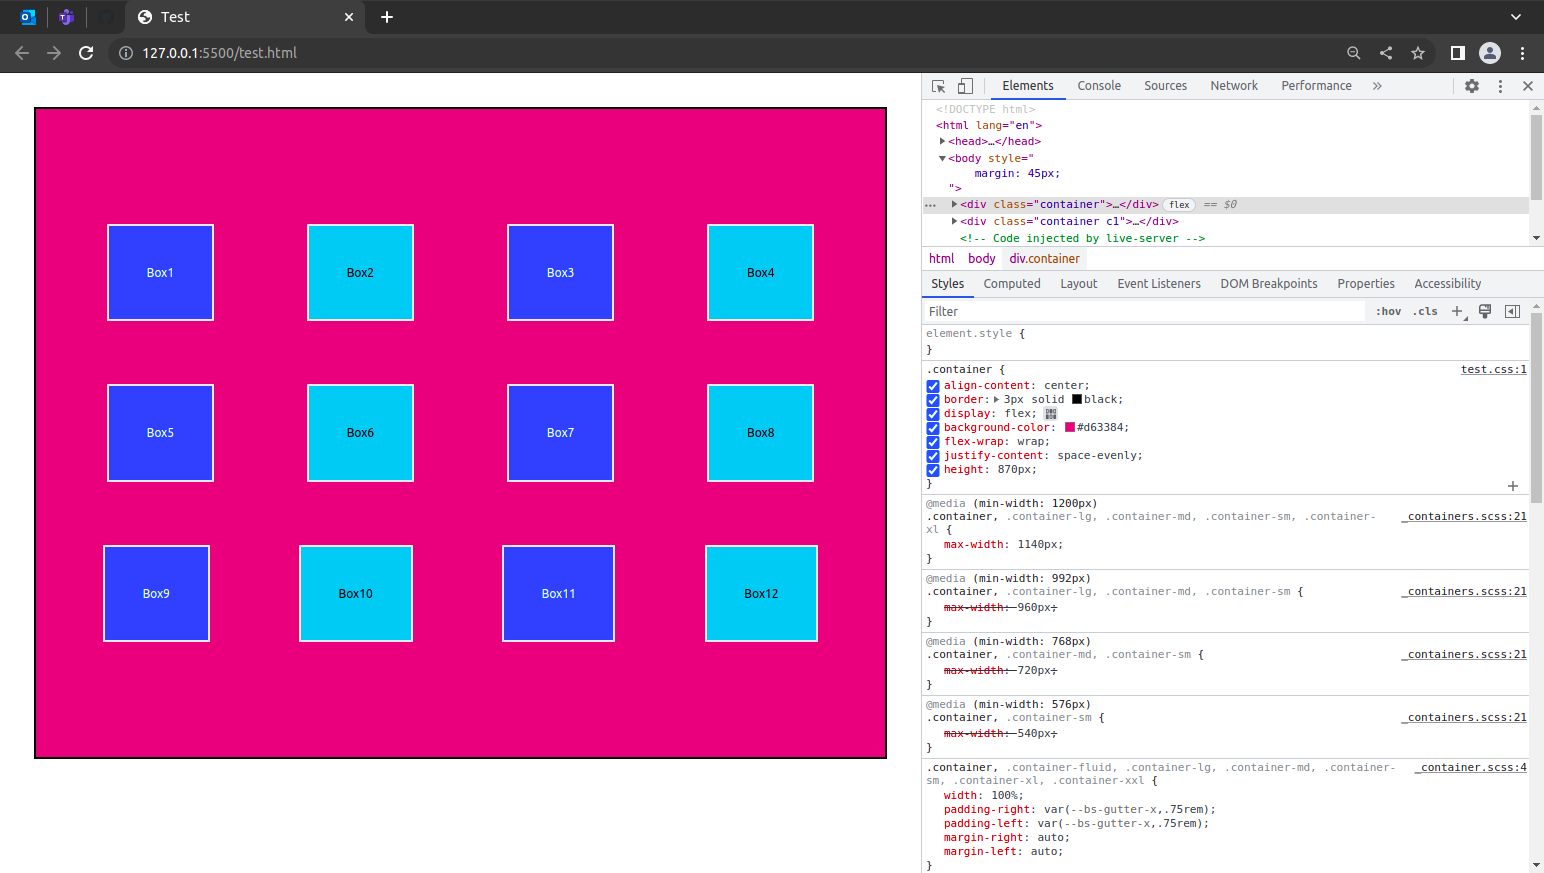 Test
127.0.0.1:5500/test.html
Box1 Box2 Box3 Box4
Box5 Box6 Box7 Box8
Box9 Box10 Box11 Box12
Elements Console Sources Network Performance »
<!DOCTYPE html>
<html lang="en">
<head>…</head>
<body style="
margin: 45px;
">
<div class="container">…</div> flex == $0
<div class="container c1">…</div>
<!-- Code injected by live-server -->
html body div.container
Styles Computed Layout Event Listeners DOM Breakpoints Properties Accessibility
Filter :hov .cls
element.style {
}
.container { test.css:1
align-content: center;
border: 3px solid black;
display: flex;
background-color: #d63384;
flex-wrap: wrap;
justify-content: space-evenly;
height: 870px;
}
@media (min-width: 1200px)
.container, .container-lg, .container-md, .container-sm, .container- _containers.scss:21
xl {
max-width: 1140px;
}
@media (min-width: 992px)
.container, .container-lg, .container-md, .container-sm { _containers.scss:21
max-width: 960px;
}
@media (min-width: 768px)
.container, .container-md, .container-sm { _containers.scss:21
max-width: 720px;
}
@media (min-width: 576px)
.container, .container-sm { _containers.scss:21
max-width: 540px;
}
.container, .container-fluid, .container-lg, .container-md, .container- _container.scss:4
sm, .container-xl, .container-xxl {
width: 100%;
padding-right: var(--bs-gutter-x,.75rem);
padding-left: var(--bs-gutter-x,.75rem);
margin-right: auto;
margin-left: auto;
}